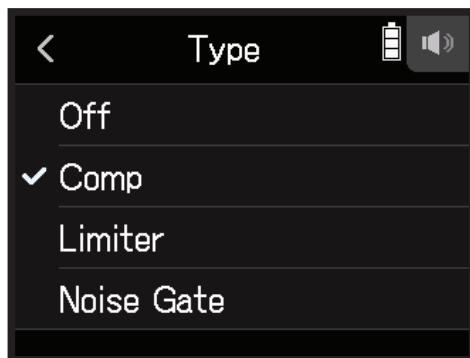 Type
Off
Comp
Limiter
Noise Gate